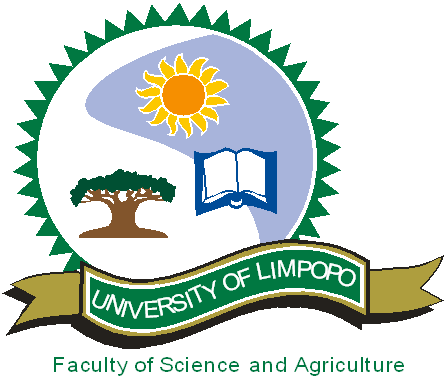 UNIVERSITY OF LIMPOPO
Faculty of Science and Agriculture